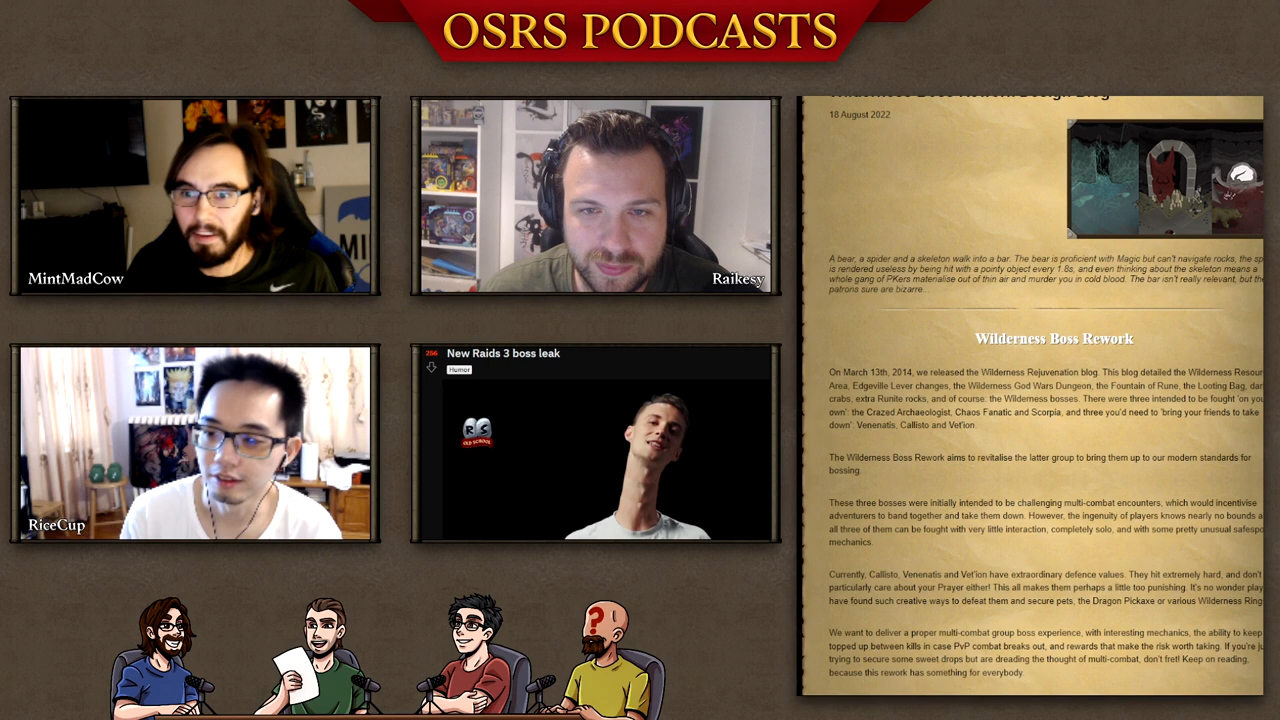 OSRS PODCASTS
MintMadCow
Raikesy
RiceCup
256
New Raids 3 boss leak
Humor
RS
OLD SCHOOL
MI
?
Wilderness Boss Rework Design Blog
18 August 2022
A bear, a spider and a skeleton walk into a bar. The bear is proficient with Magic but can't navigate rocks, the sp
is rendered useless by being hit with a pointy object every 1.8s, and even thinking about the skeleton means a
whole gang of PKers materialise out of thin air and murder you in cold blood. The bar isn't really relevant, but the
patrons sure are bizarre...
Wilderness Boss Rework
On March 13th, 2014, we released the Wilderness Rejuvenation blog. This blog detailed the Wilderness Resour
Area, Edgeville Lever changes, the Wilderness God Wars Dungeon, the Fountain of Rune, the Looting Bag, dar
crabs, extra Runite rocks, and of course: the Wilderness bosses. There were three intended to be fought 'on you
own': the Crazed Archaeologist, Chaos Fanatic and Scorpia, and three you'd need to 'bring your friends to take
down': Venenatis, Callisto and Vet'ion.
The Wilderness Boss Rework aims to revitalise the latter group to bring them up to our modern standards for
bossing.
These three bosses were initially intended to be challenging multi-combat encounters, which would incentivise
adventurers to band together and take them down. However, the ingenuity of players knows nearly no bounds a
all three of them can be fought with very little interaction, completely solo, and with some pretty unusual safespo
mechanics.
Currently, Callisto, Venenatis and Vet'ion have extraordinary defence values. They hit extremely hard, and don't
particularly care about your Prayer either! This all makes them perhaps a little too punishing. It's no wonder play
have found such creative ways to defeat them and secure pets, the Dragon Pickaxe or various Wilderness Ring
We want to deliver a proper multi-combat group boss experience, with interesting mechanics, the ability to keep
topped up between kills in case PvP combat breaks out, and rewards that make the risk worth taking. If you're ju
trying to secure some sweet drops but are dreading the thought of multi-combat, don't fret! Keep on reading,
because this rework has something for everybody.